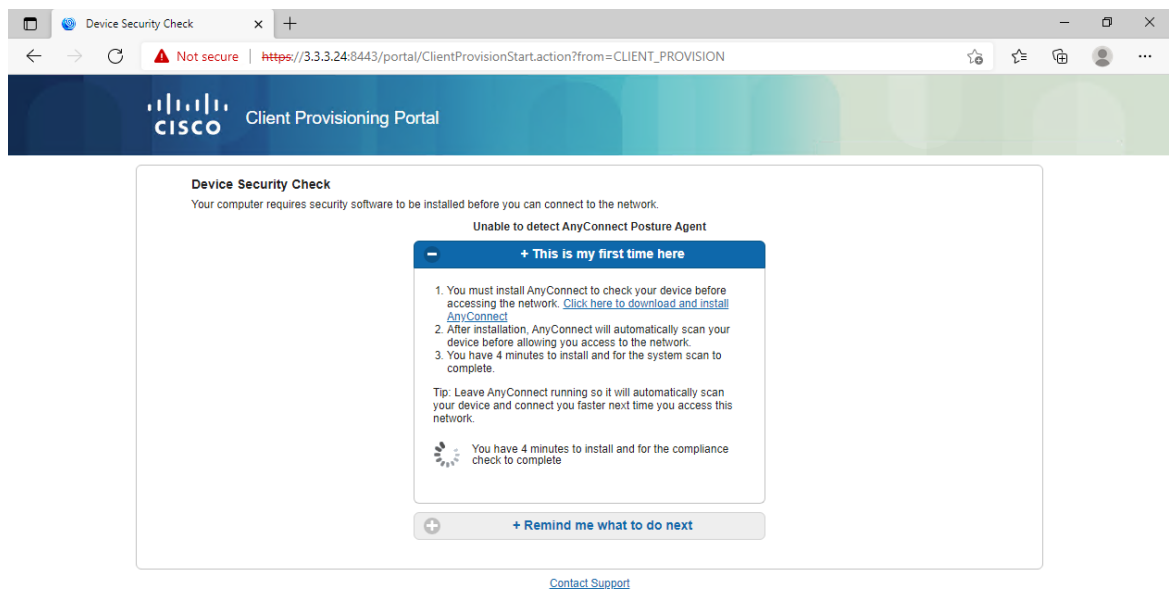 Device Security Check
Not secure | https://3.3.3.24:8443/portal/ClientProvisionStart.action?from=CLIENT_PROVISION
CISCO
Client Provisioning Portal
Device Security Check
Your computer requires security software to be installed before you can connect to the network.
Unable to detect AnyConnect Posture Agent
+ This is my first time here
1. You must install AnyConnect to check your device before
accessing the network. Click here to download and install
AnyConnect
2. After installation, AnyConnect will automatically scan your
device before allowing you access to the network.
3. You have 4 minutes to install and for the system scan to
complete.
Tip: Leave AnyConnect running so it will automatically scan
your device and connect you faster next time you access this
network.
You have 4 minutes to install and for the compliance
check to complete
+ Remind me what to do next
Contact Support